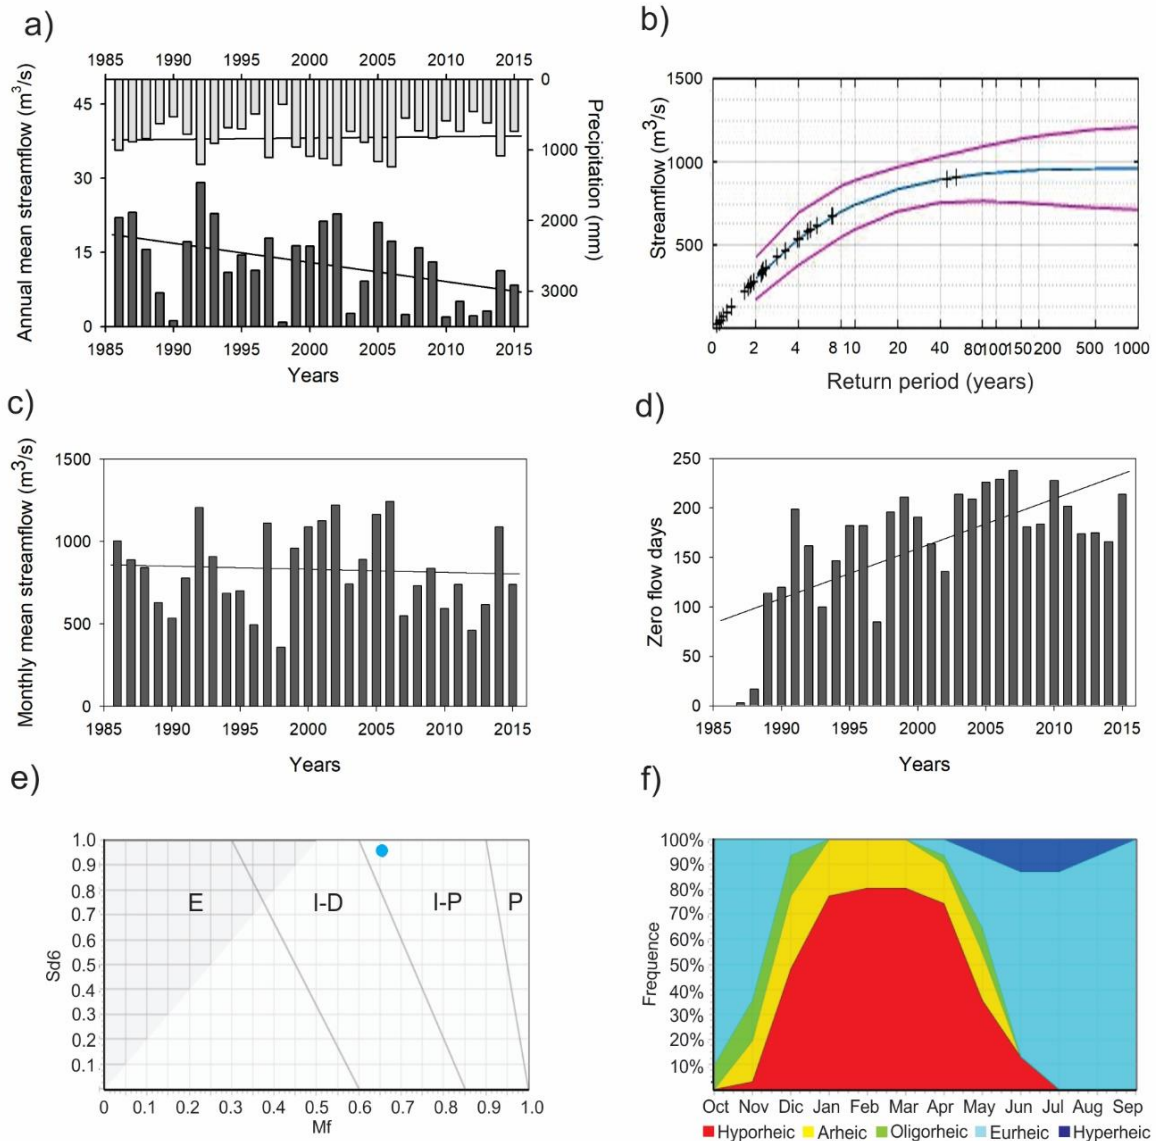 a)
1985 1990 1995 2000 2005 2010 2015
Annual mean streamflow (m³/s)
45
30
15
0
0
1000
2000
3000
Precipitation (mm)
1985 1990 1995 2000 2005 2010 2015
Years
b)
Streamflow (m³/s)
1500
1000
500
0 2 4 8 10 20 40 80 100 150 200 500 1000
Return period (years)
c)
Monthly mean streamflow (m³/s)
1500
1000
500
0
1985 1990 1995 2000 2005 2010 2015
Years
d)
Zero flow days
250
200
150
100
50
0
1985 1990 1995 2000 2005 2010 2015
Years
e)
Sd6
1.0
0.9
0.8
0.7
0.6
0.5
0.4
0.3
0.2
0.1
E I-D I-P P
0 0.1 0.2 0.3 0.4 0.5 0.6 0.7 0.8 0.9 1.0
Mf
f)
Frequence
100%
90%
80%
70%
60%
50%
40%
30%
20%
10%
Oct Nov Dic Jan Feb Mar Apr May Jun Jul Aug Sep
Hyporheic Arheic Oligorheic Eurheic Hyperheic